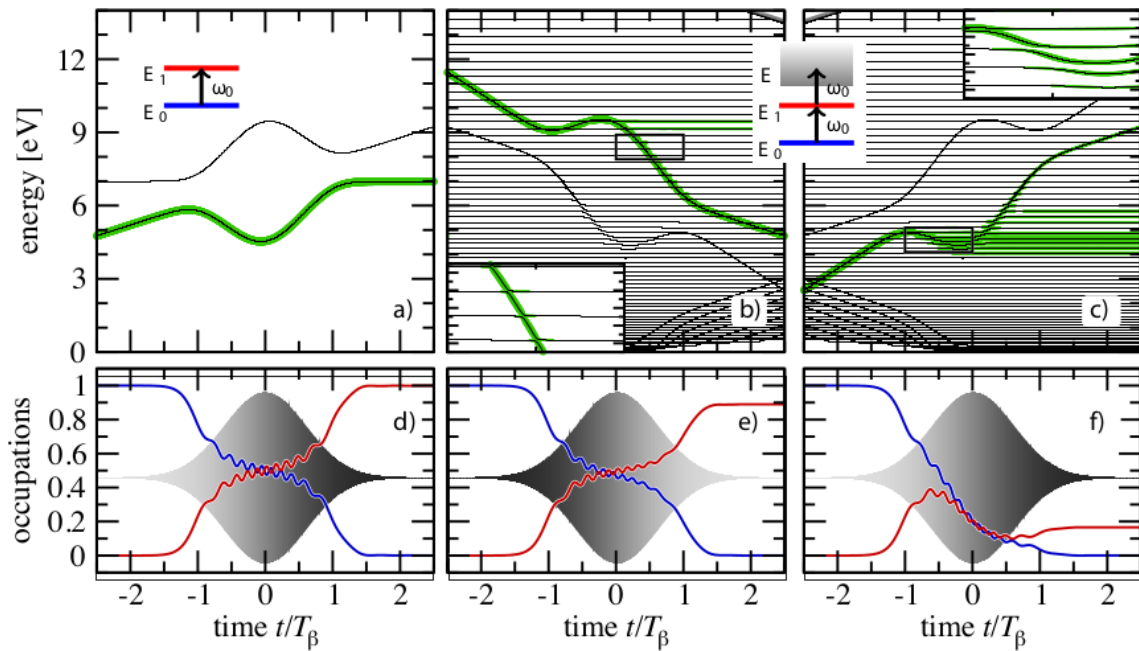 12
9
6
3
0
energy [eV]
E 1
E 0
ω0
a)
b)
E
E 1
E 0
ω0
ω0
c)
1
0.8
0.6
0.4
0.2
0
occupations
d)
e)
f)
-2 -1 0 1 2
-2 -1 0 1 2
-2 -1 0 1 2
time t/Tβ
time t/Tβ
time t/Tβ